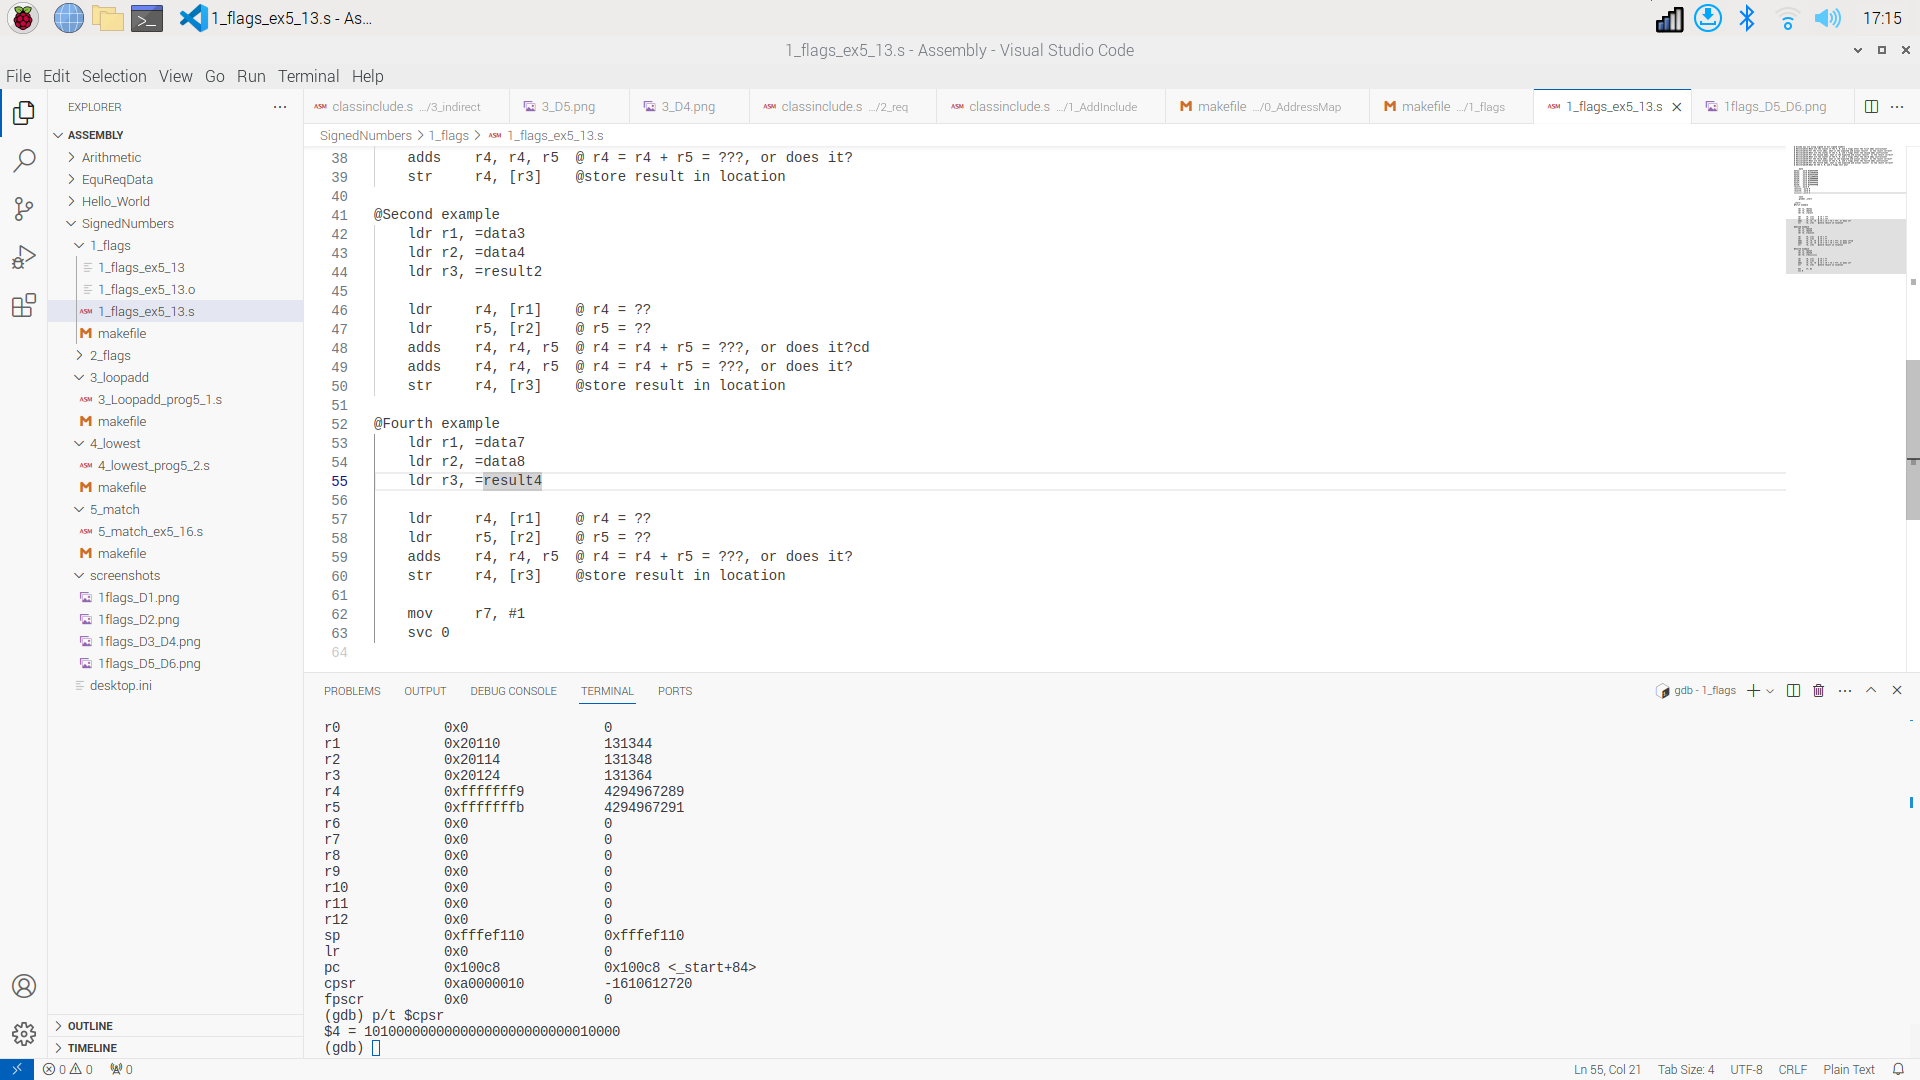 1_flags_ex5_13.s - As...
17:15
1_flags_ex5_13.s - Assembly - Visual Studio Code
File Edit Selection View Go Run Terminal Help
EXPLORER
ASSEMBLY
Arithmetic
EquReqData
Hello_World
SignedNumbers
1_flags
1_flags_ex5_13
1_flags_ex5_13.o
ASM 1_flags_ex5_13.s
M makefile
2_flags
3_loopadd
ASM 3_Loopadd_prog5_1.s
M makefile
4_lowest
ASM 4_lowest_prog5_2.s
M makefile
5_match
ASM 5_match_ex5_16.s
M makefile
screenshots
1flags_D1.png
1flags_D2.png
1flags_D3_D4.png
1flags_D5_D6.png
desktop.ini
OUTLINE
TIMELINE
ASM classinclude.s .../3_indirect 3_D5.png 3_D4.png ASM classinclude.s .../2_req ASM classinclude.s .../1_AddInclude M makefile .../0_AddressMap M makefile .../1_flags ASM 1_flags_ex5_13.s 1flags_D5_D6.png
SignedNumbers > 1_flags > ASM 1_flags_ex5_13.s
38 adds r4, r4, r5 @ r4 = r4 + r5 = ???, or does it?
39 str r4, [r3] @store result in location
40
41 @Second example
42 ldr r1, =data3
43 ldr r2, =data4
44 ldr r3, =result2
45
46 ldr r4, [r1] @ r4 = ??
47 ldr r5, [r2] @ r5 = ??
48 adds r4, r4, r5 @ r4 = r4 + r5 = ???, or does it?cd
49 adds r4, r4, r5 @ r4 = r4 + r5 = ???, or does it?
50 str r4, [r3] @store result in location
51
52 @Fourth example
53 ldr r1, =data7
54 ldr r2, =data8
55 ldr r3, =result4
56
57 ldr r4, [r1] @ r4 = ??
58 ldr r5, [r2] @ r5 = ??
59 adds r4, r4, r5 @ r4 = r4 + r5 = ???, or does it?
60 str r4, [r3] @store result in location
61
62 mov r7, #1
63 svc 0
64
PROBLEMS OUTPUT DEBUG CONSOLE TERMINAL PORTS
gdb - 1_flags
r0 0x0 0
r1 0x20110 131344
r2 0x20114 131348
r3 0x20124 131364
r4 0xfffffff9 4294967289
r5 0xfffffffb 4294967291
r6 0x0 0
r7 0x0 0
r8 0x0 0
r9 0x0 0
r10 0x0 0
r11 0x0 0
r12 0x0 0
sp 0xfffef110 0xfffef110
lr 0x0 0
pc 0x100c8 0x100c8 <_start+84>
cpsr 0xa0000010 -1610612720
fpscr 0x0 0
(gdb) p/t $cpsr
$4 = 10100000000000000000000000010000
(gdb)
0 0 0
Ln 55, Col 21 Tab Size: 4 UTF-8 CRLF Plain Text